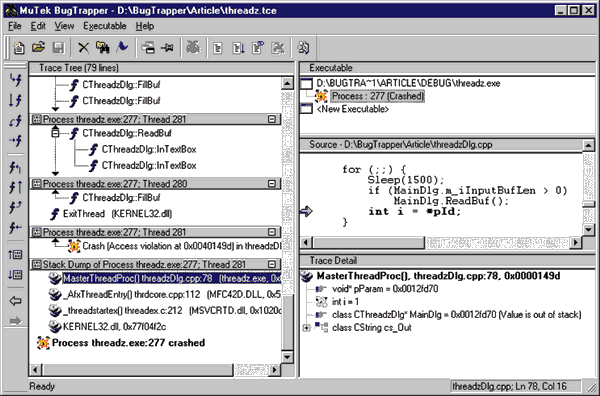 MuTek BugTrapper - D:\BugTrapper\Article\threadz.tce
File Edit View Executable Help
Trace Tree (79 lines)
CThreadzDlg::FillBuf
CThreadzDlg::FillBuf
Process threadz.exe:277; Thread 281
CThreadzDlg::ReadBuf
CThreadzDlg::InTextBox
CThreadzDlg::InTextBox
Process threadz.exe:277; Thread 280
CThreadzDlg::FillBuf
ExitThread (KERNEL32.dll)
Process threadz.exe:277; Thread 281
Crash (Access violation at 0x0040149d) in threadzD
Stack Dump of Process threadz.exe:277; Thread 281
MasterThreadProc() threadzDlg.cpp:78 (threadz.exe, 0x0
_AfxThreadEntry() thrdcore.cpp:112 (MFC42D.DLL, 0x5
_threadstartex() threadex.c:212 (MSVCRTD.dll, 0x1020c
KERNEL32.dll, 0x77f04f2c
Process threadz.exe:277 crashed
Executable
D:\BUGTRA~1\ARTICLE\DEBUG\threadz.exe
Process : 277 (Crashed)
<New Executable>
Source - D:\BugTrapper\Article\threadzDlg.cpp
for (;;) {
Sleep(1500);
if (MainDlg.m_iInputBufLen > 0)
MainDlg.ReadBuf();
int i = *pId;
}
Trace Detail
MasterThreadProc(), threadzDlg.cpp:78, 0x0000149d
void* pParam = 0x0012fd70
int i = 1
class CThreadzDlg* MainDlg = 0x0012fd70 (Value is out of stack)
class CString cs_Out
Ready
threadzDlg.cpp; Ln 78, Col 16